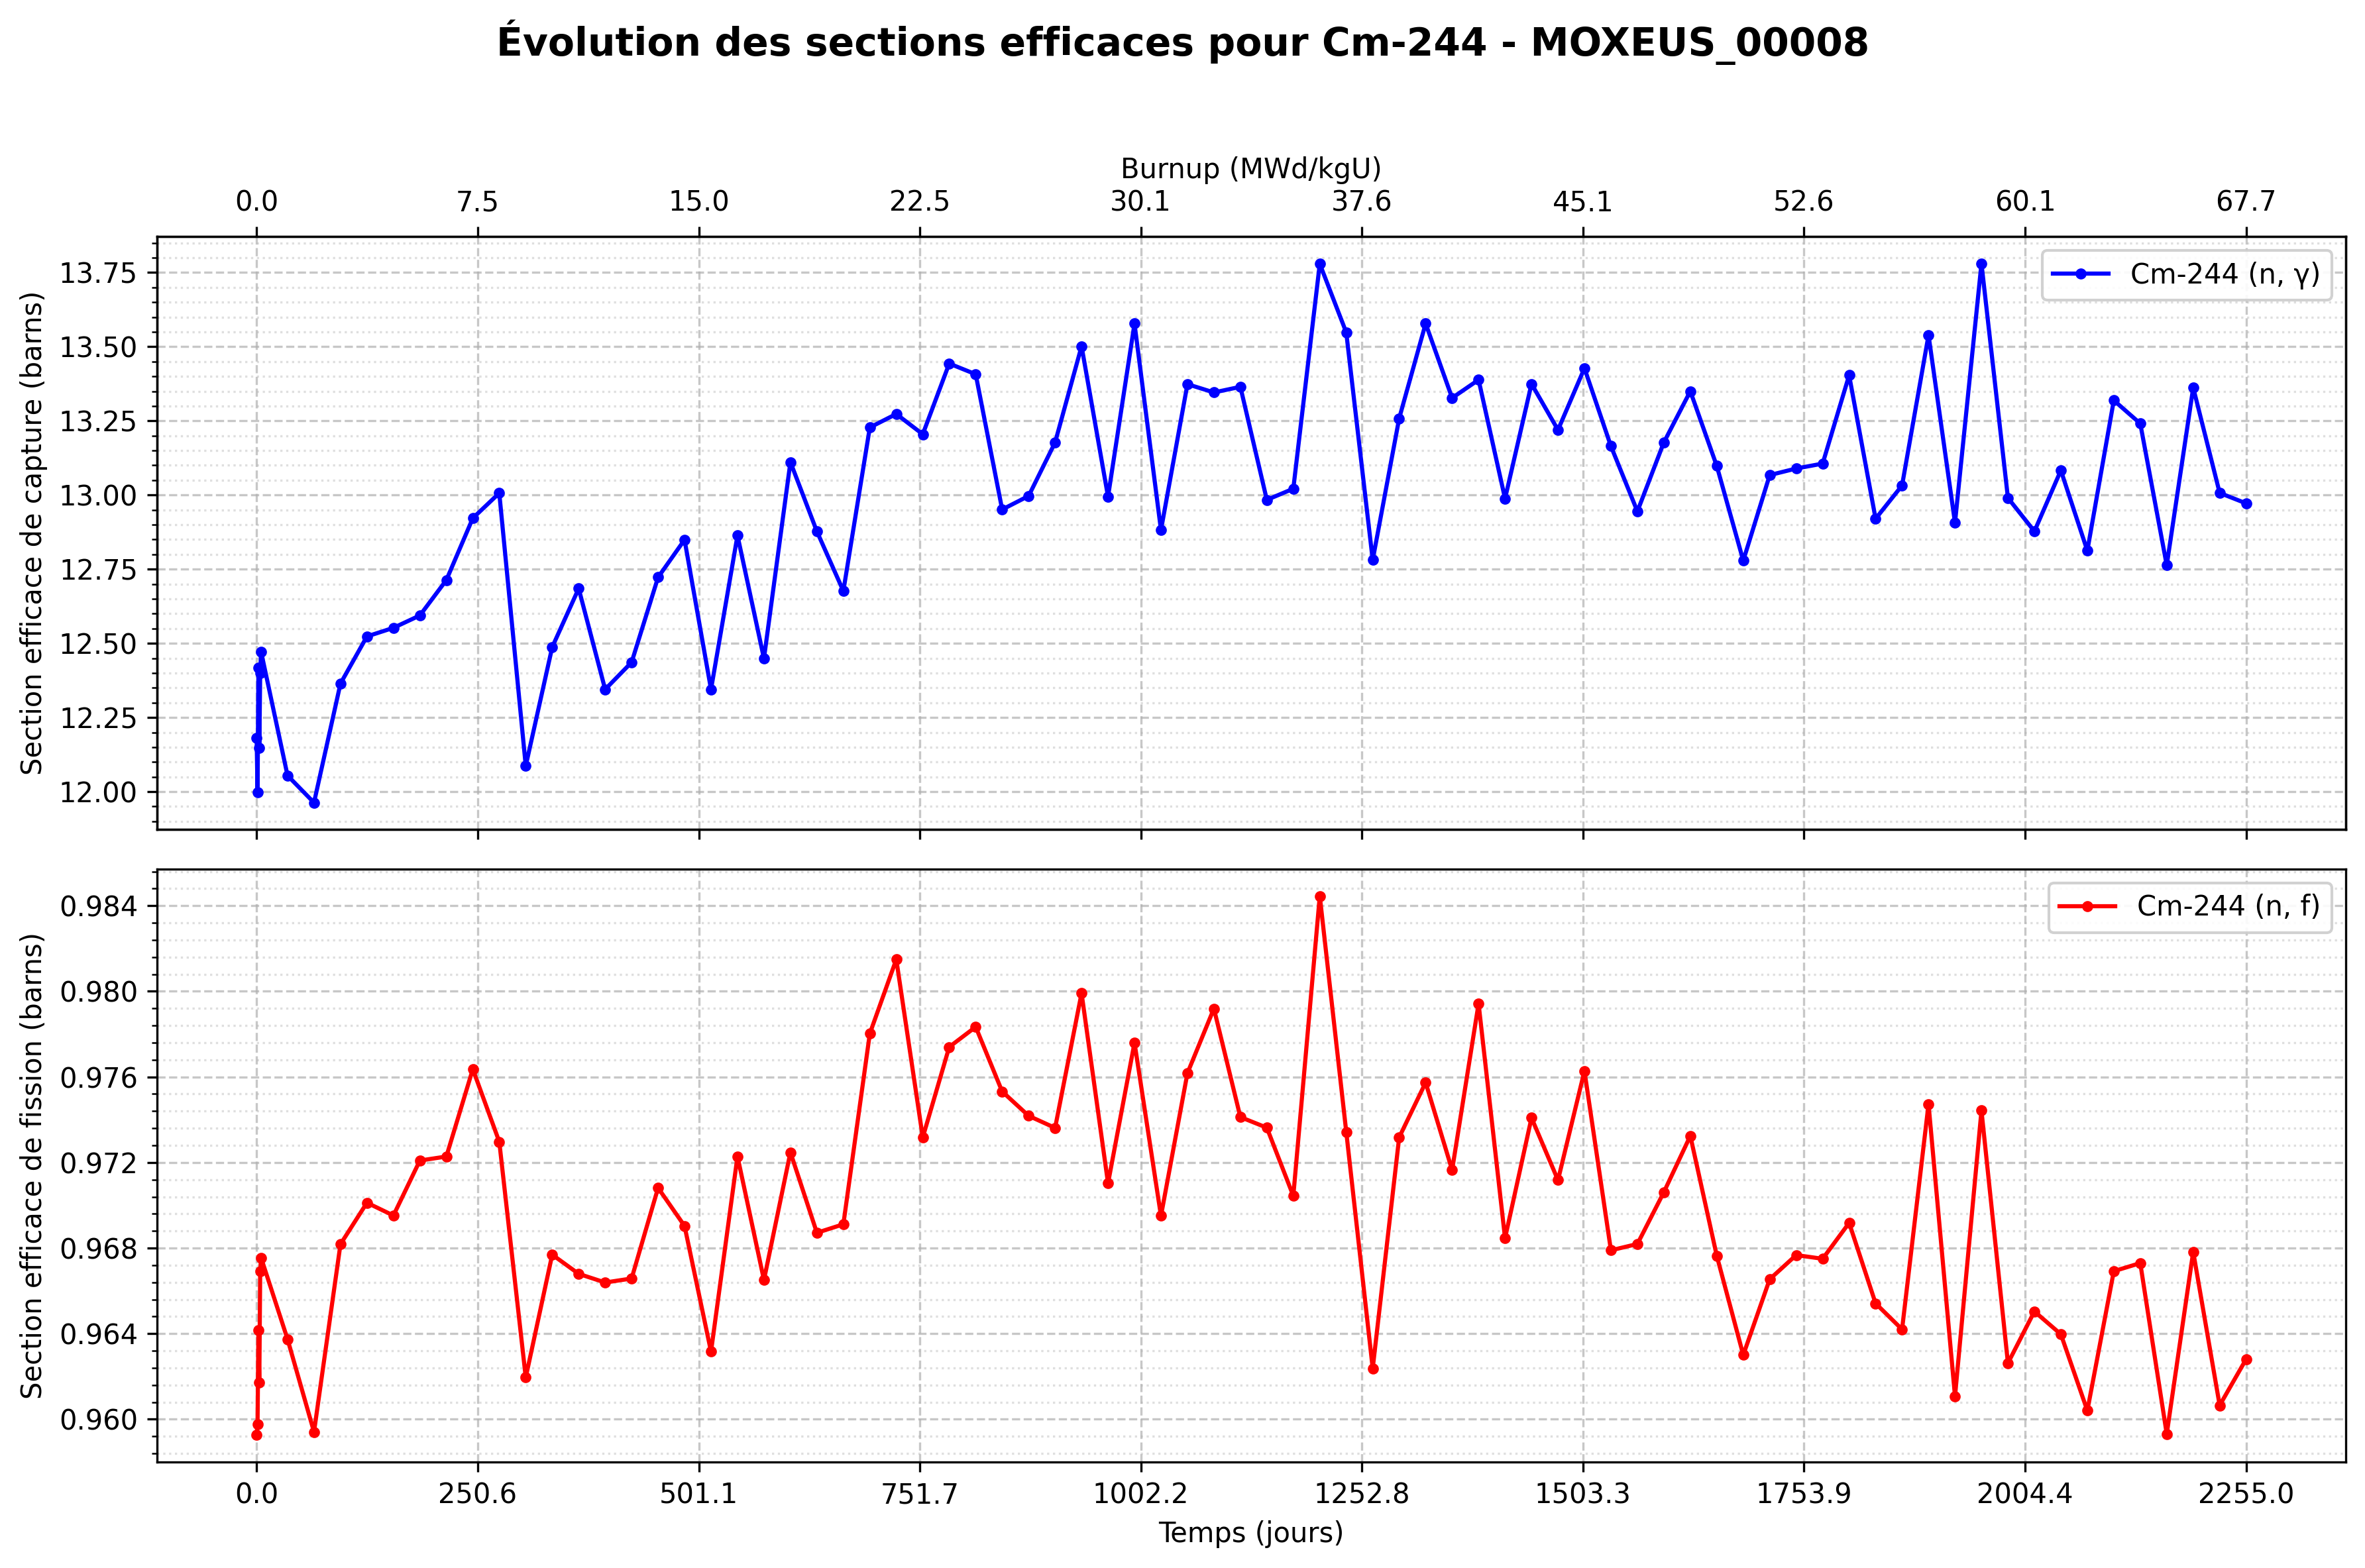 Évolution des sections efficaces pour Cm-244 - MOXEUS_00008
Burnup (MWd/kgU)
0.0 7.5 15.0 22.5 30.1 37.6 45.1 52.6 60.1 67.7
Section efficace de capture (barns)
13.75
13.50
13.25
13.00
12.75
12.50
12.25
12.00
Cm-244 (n, γ)
Section efficace de fission (barns)
0.984
0.980
0.976
0.972
0.968
0.964
0.960
Cm-244 (n, f)
0.0 250.6 501.1 751.7 1002.2 1252.8 1503.3 1753.9 2004.4 2255.0
Temps (jours)